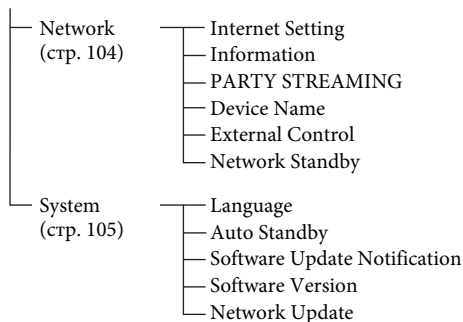 Network
(стр. 104)
Internet Setting
Information
PARTY STREAMING
Device Name
External Control
Network Standby
System
(стр. 105)
Language
Auto Standby
Software Update Notification
Software Version
Network Update